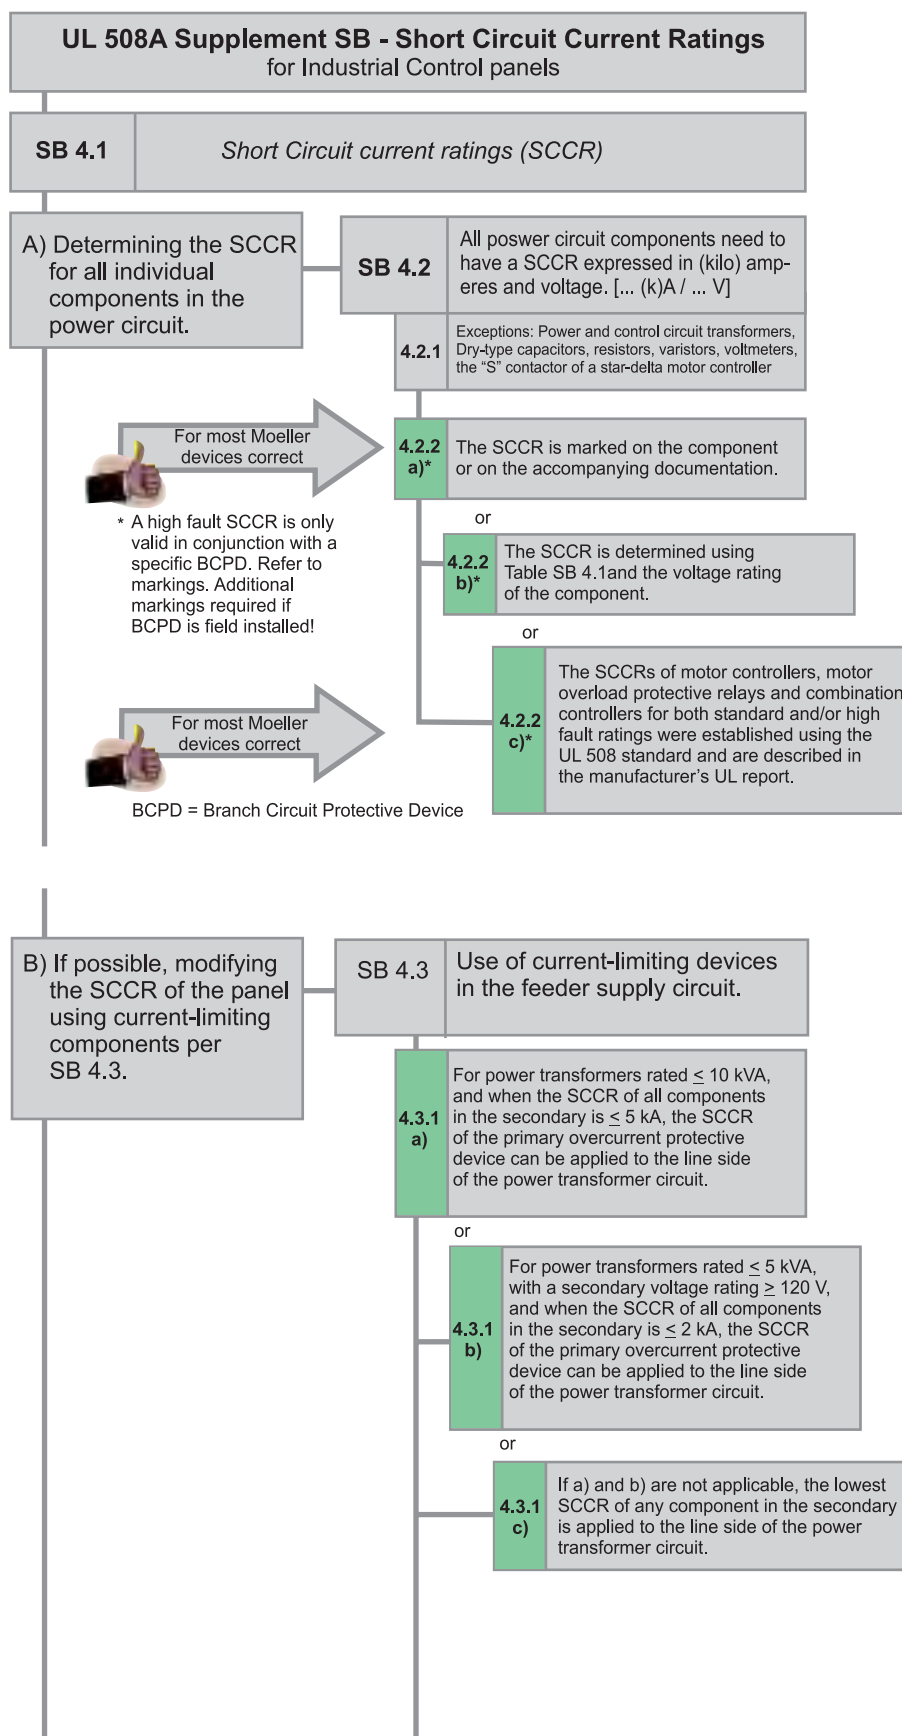 UL 508A Supplement SB - Short Circuit Current Ratings
for Industrial Control panels
SB 4.1
Short Circuit current ratings (SCCR)
A) Determining the SCCR
for all individual
components in the
power circuit.
SB 4.2
All poswer circuit components need to
have a SCCR expressed in (kilo) amp-
eres and voltage. [... (k)A / ... V]
4.2.1
Exceptions: Power and control circuit transformers,
Dry-type capacitors, resistors, varistors, voltmeters,
the “S” contactor of a star-delta motor controller
For most Moeller
devices correct
4.2.2
a)*
The SCCR is marked on the component
or on the accompanying documentation.
* A high fault SCCR is only
valid in conjunction with a
specific BCPD. Refer to
markings. Additional
markings required if
BCPD is field installed!
or
4.2.2
b)*
The SCCR is determined using
Table SB 4.1and the voltage rating
of the component.
or
4.2.2
c)*
The SCCRs of motor controllers, motor
overload protective relays and combination
controllers for both standard and/or high
fault ratings were established using the
UL 508 standard and are described in
the manufacturer’s UL report.
For most Moeller
devices correct
BCPD = Branch Circuit Protective Device
B) If possible, modifying
the SCCR of the panel
using current-limiting
components per
SB 4.3.
SB 4.3
Use of current-limiting devices
in the feeder supply circuit.
4.3.1
a)
For power transformers rated ≤ 10 kVA,
and when the SCCR of all components
in the secondary is ≤ 5 kA, the SCCR
of the primary overcurrent protective
device can be applied to the line side
of the power transformer circuit.
or
4.3.1
b)
For power transformers rated ≤ 5 kVA,
with a secondary voltage rating ≥ 120 V,
and when the SCCR of all components
in the secondary is ≤ 2 kA, the SCCR
of the primary overcurrent protective
device can be applied to the line side
of the power transformer circuit.
or
4.3.1
c)
If a) and b) are not applicable, the lowest
SCCR of any component in the secondary
is applied to the line side of the power
transformer circuit.